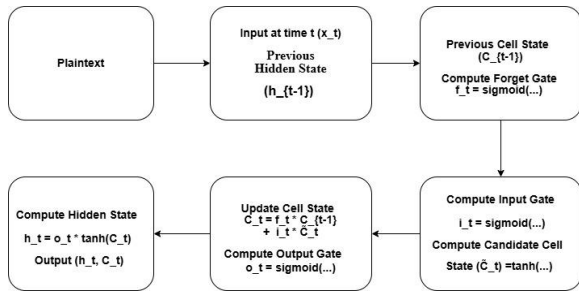 Plaintext
Input at time t (x_t)
Previous
Hidden State
(h_{t-1})
Previous Cell State
(C_{t-1})
Compute Forget Gate
f_t = sigmoid(...)
Compute Input Gate
i_t = sigmoid(...)
Compute Candidate Cell
State (C̃_t) =tanh(...)
Update Cell State
C_t = f_t * C_{t-1}
+ i_t * C̃_t
Compute Output Gate
o_t = sigmoid(...)
Compute Hidden State
h_t = o_t * tanh(C_t)
Output (h_t, C_t)